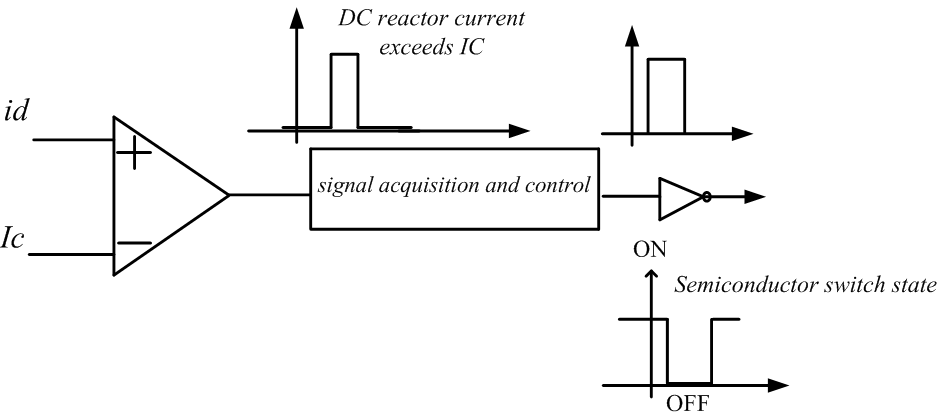 DC reactor current
exceeds IC
id
+
signal acquisition and control
Ic
−
ON
Semiconductor switch state
OFF